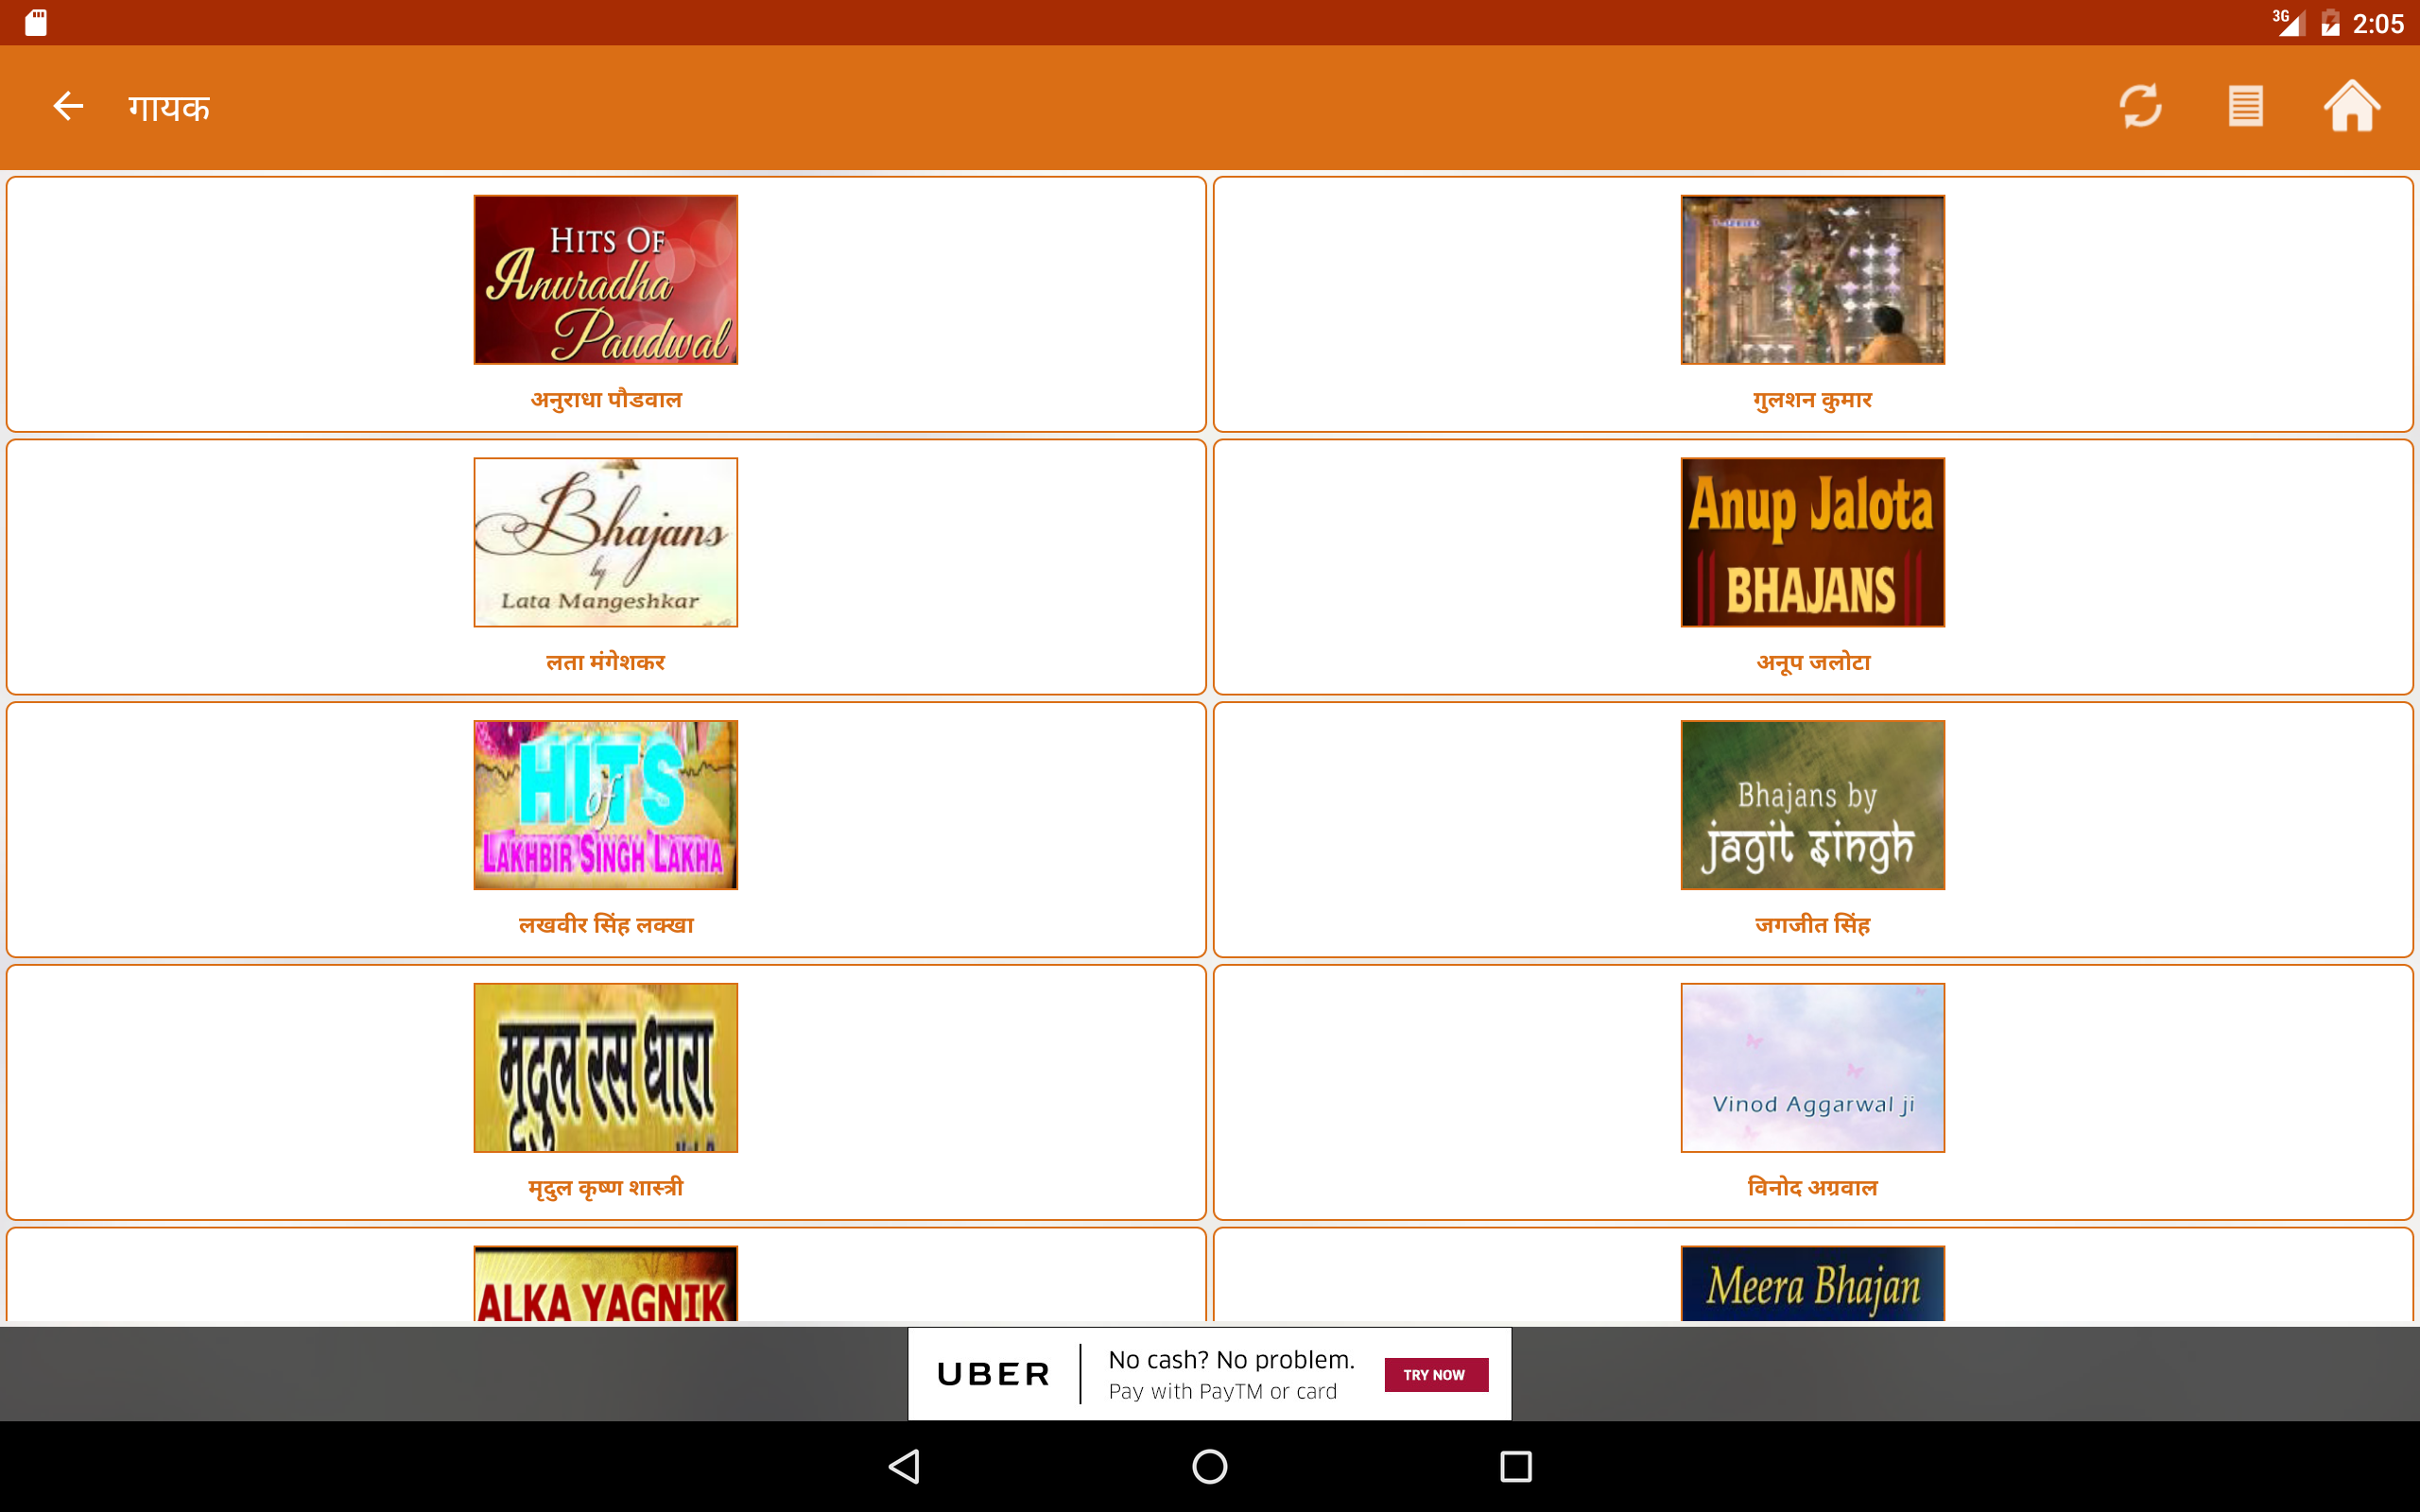 3G 2:05
गायक
HITS OF
Anuradha
Paudwal
अनुराधा पौडवाल
T-SERIES
गुलशन कुमार
Bhajans
by
Lata Mangeshkar
लता मंगेशकर
Anup Jalota
BHAJANS
अनूप जलोटा
HITS
of
LAKHBIR SINGH LAKHA
लखवीर सिंह लक्खा
Bhajans by
jagit singh
जगजीत सिंह
मृदुल रस धारा
मृदुल कृष्ण शास्त्री
Vinod Aggarwal ji
विनोद अग्रवाल
ALKA YAGNIK
Meera Bhajan
UBER
No cash? No problem.
Pay with PayTM or card
TRY NOW